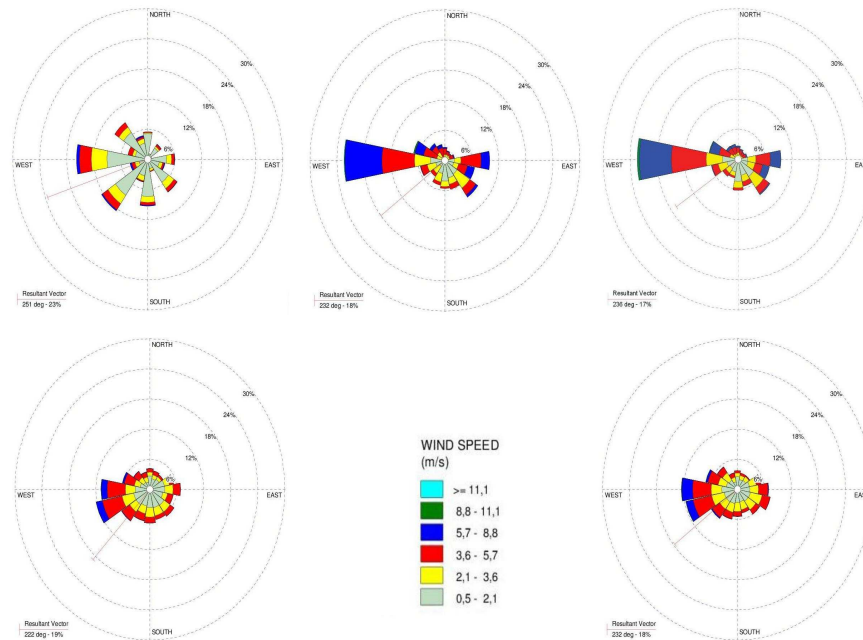 NORTH
30%
24%
18%
12%
6%
WEST
EAST
SOUTH
Resultant Vector
251 deg - 23%
NORTH
30%
24%
18%
12%
6%
WEST
EAST
SOUTH
Resultant Vector
232 deg - 18%
NORTH
30%
24%
18%
12%
6%
WEST
EAST
SOUTH
Resultant Vector
236 deg - 17%
NORTH
30%
24%
18%
12%
6%
WEST
EAST
SOUTH
Resultant Vector
222 deg - 19%
WIND SPEED
(m/s)
>= 11,1
8,8 - 11,1
5,7 - 8,8
3,6 - 5,7
2,1 - 3,6
0,5 - 2,1
NORTH
30%
24%
18%
12%
6%
WEST
EAST
SOUTH
Resultant Vector
232 deg - 18%